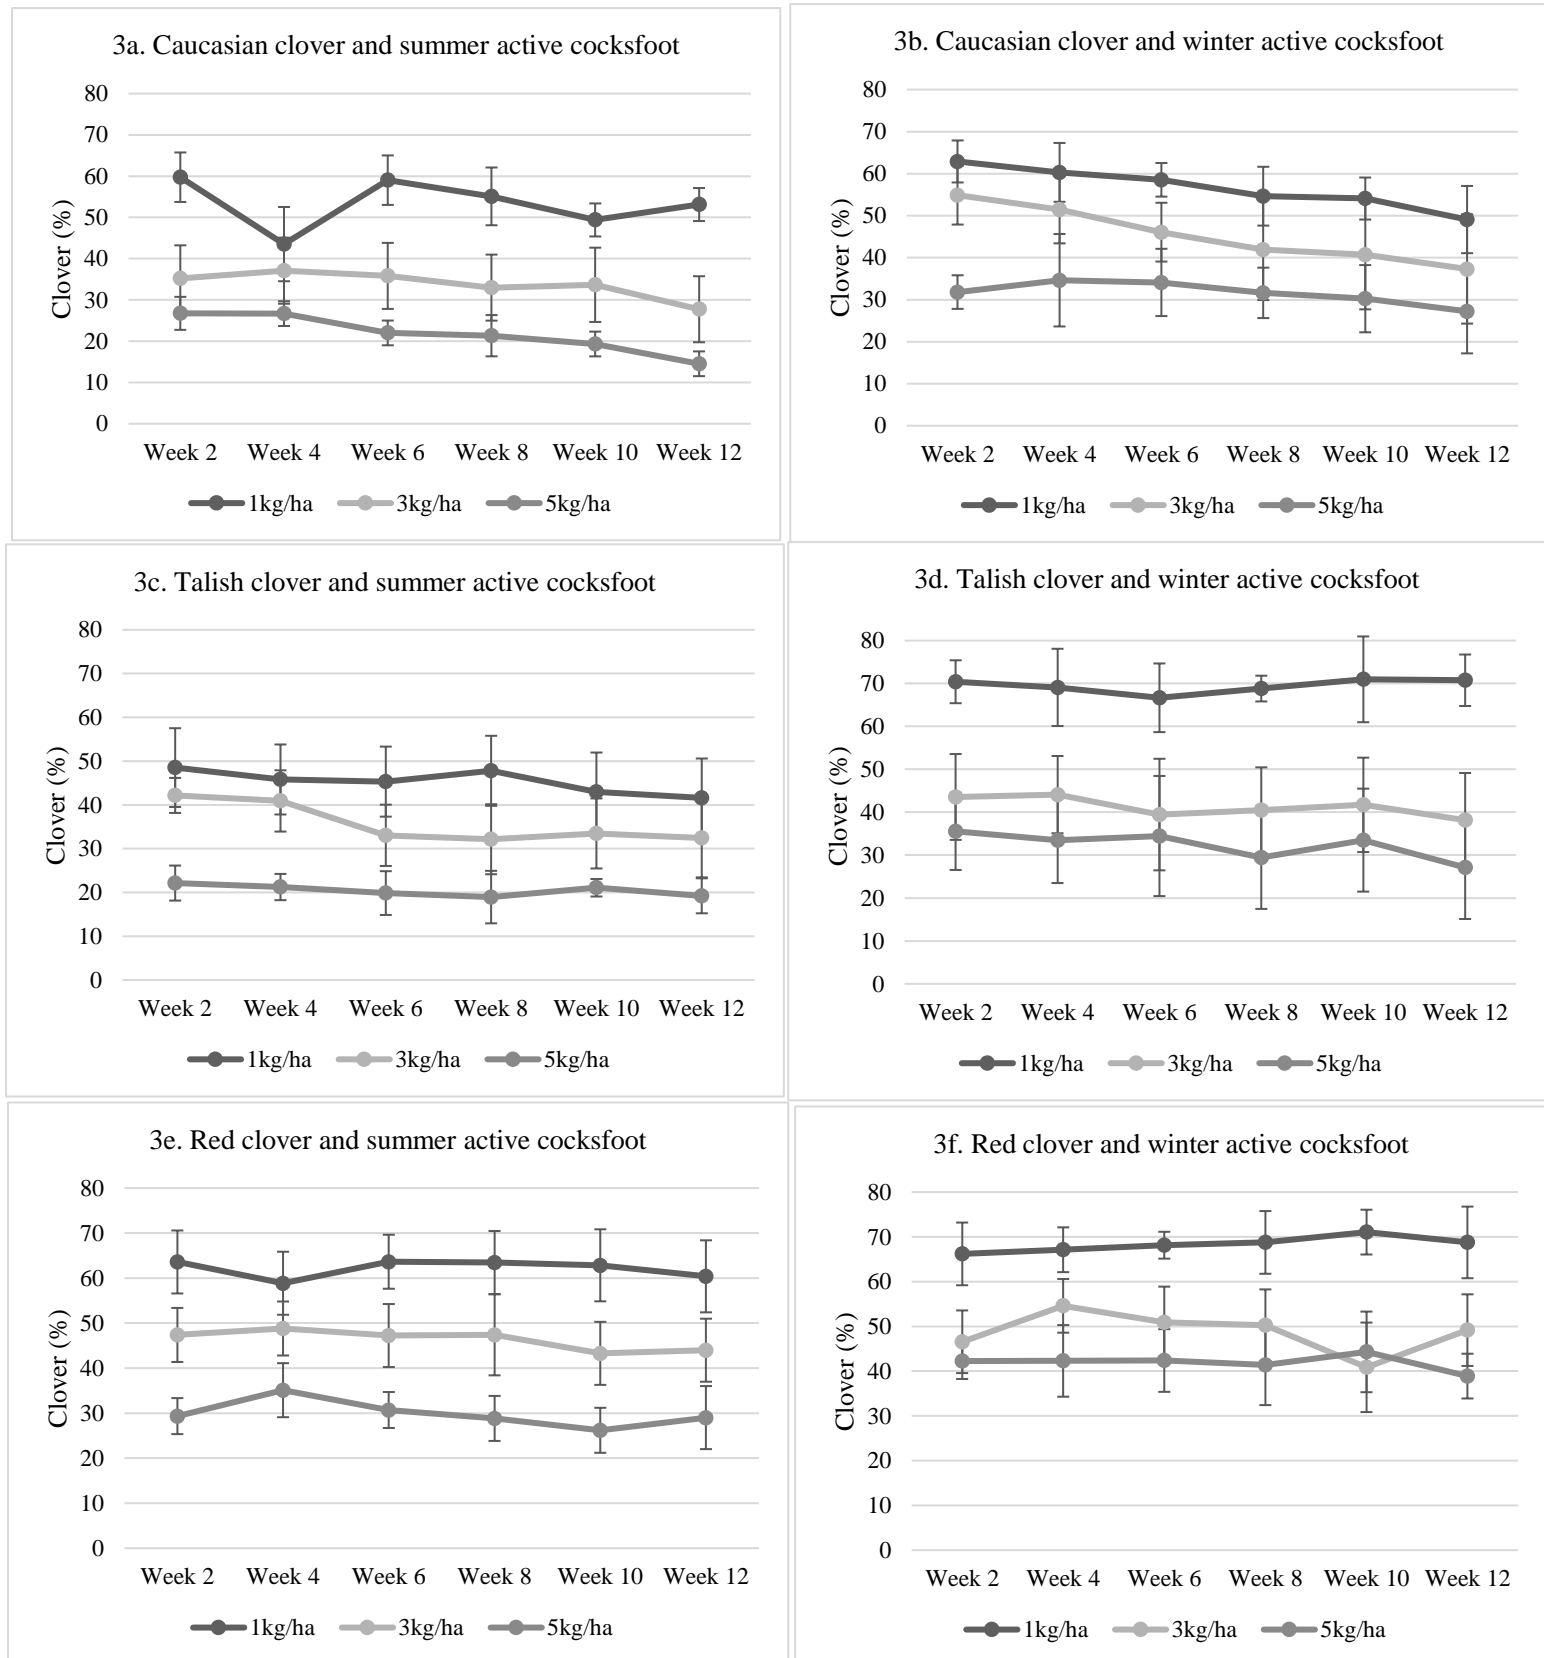 3a. Caucasian clover and summer active cocksfoot
Clover (%)
80
70
60
50
40
30
20
10
0
Week 2 Week 4 Week 6 Week 8 Week 10 Week 12
1kg/ha 3kg/ha 5kg/ha
3b. Caucasian clover and winter active cocksfoot
Clover (%)
80
70
60
50
40
30
20
10
0
Week 2 Week 4 Week 6 Week 8 Week 10 Week 12
1kg/ha 3kg/ha 5kg/ha
3c. Talish clover and summer active cocksfoot
Clover (%)
80
70
60
50
40
30
20
10
0
Week 2 Week 4 Week 6 Week 8 Week 10 Week 12
1kg/ha 3kg/ha 5kg/ha
3d. Talish clover and winter active cocksfoot
Clover (%)
80
70
60
50
40
30
20
10
0
Week 2 Week 4 Week 6 Week 8 Week 10 Week 12
1kg/ha 3kg/ha 5kg/ha
3e. Red clover and summer active cocksfoot
Clover (%)
80
70
60
50
40
30
20
10
0
Week 2 Week 4 Week 6 Week 8 Week 10 Week 12
1kg/ha 3kg/ha 5kg/ha
3f. Red clover and winter active cocksfoot
Clover (%)
80
70
60
50
40
30
20
10
0
Week 2 Week 4 Week 6 Week 8 Week 10 Week 12
1kg/ha 3kg/ha 5kg/ha